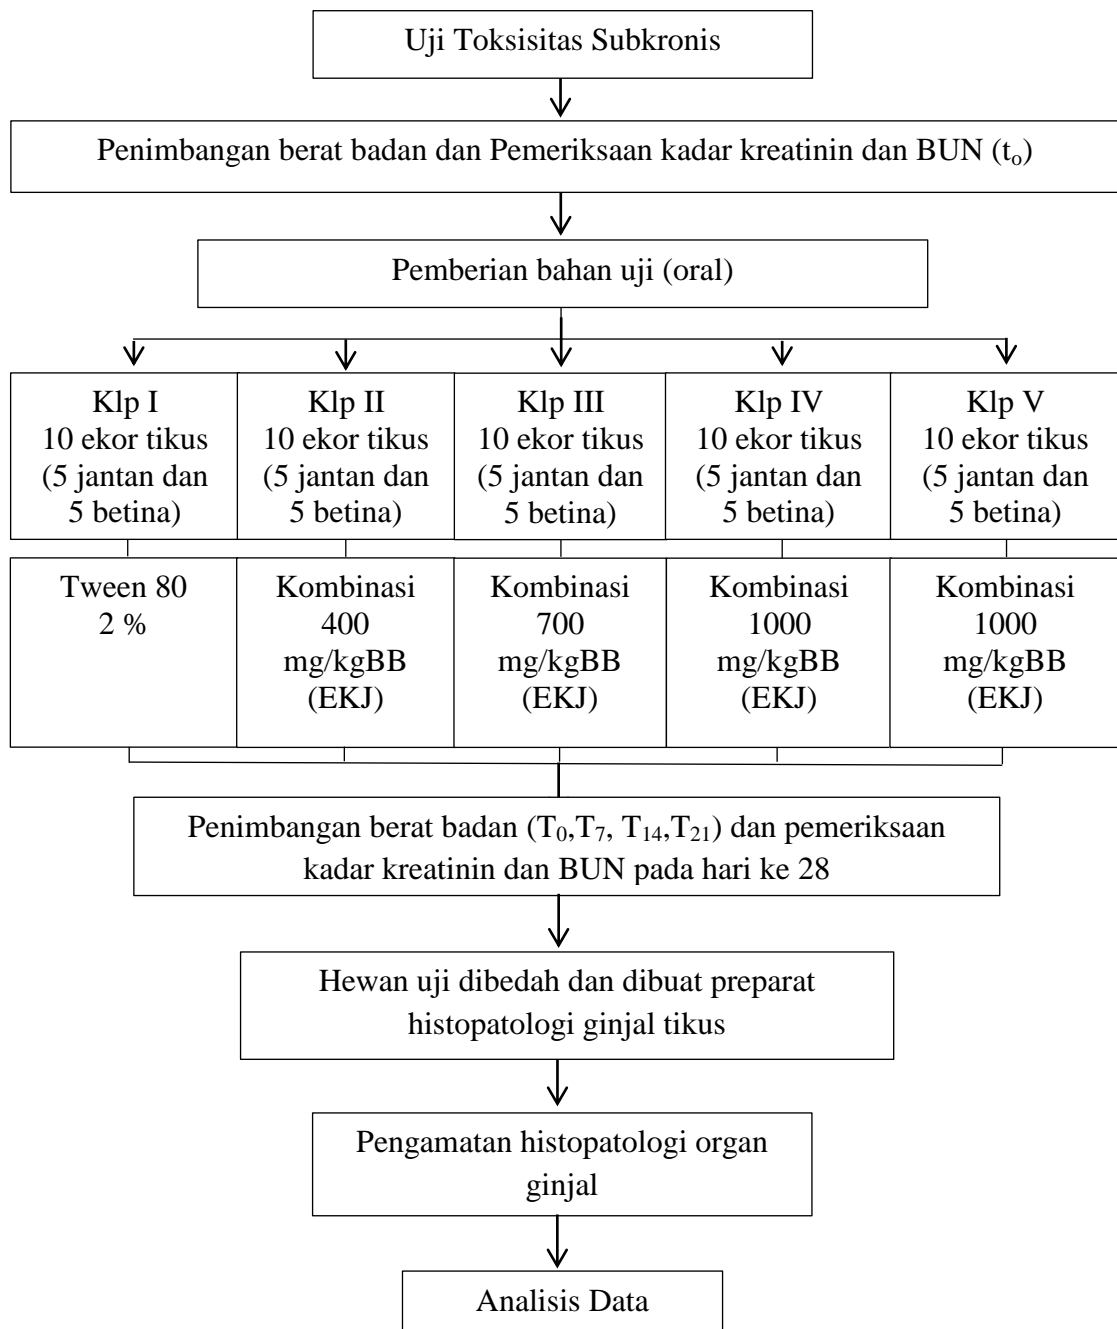 Uji Toksisitas Subkronis
Penimbangan berat badan dan Pemeriksaan kadar kreatinin dan BUN (to)
Pemberian bahan uji (oral)
Klp I
10 ekor tikus
(5 jantan dan
5 betina)
Klp II
10 ekor tikus
(5 jantan dan
5 betina)
Klp III
10 ekor tikus
(5 jantan dan
5 betina)
Klp IV
10 ekor tikus
(5 jantan dan
5 betina)
Klp V
10 ekor tikus
(5 jantan dan
5 betina)
Tween 80
2 %
Kombinasi
400
mg/kgBB
(EKJ)
Kombinasi
700
mg/kgBB
(EKJ)
Kombinasi
1000
mg/kgBB
(EKJ)
Kombinasi
1000
mg/kgBB
(EKJ)
Penimbangan berat badan (T0,T7, T14,T21) dan pemeriksaan
kadar kreatinin dan BUN pada hari ke 28
Hewan uji dibedah dan dibuat preparat
histopatologi ginjal tikus
Pengamatan histopatologi organ
ginjal
Analisis Data